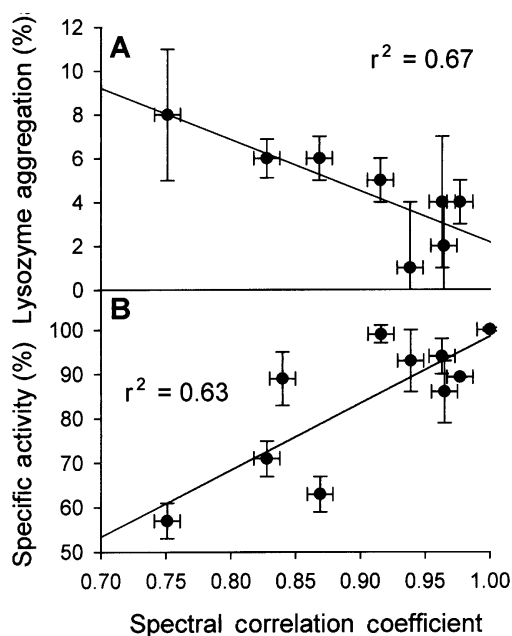 Lysozyme aggregation (%)
12
10
8
6
4
2
0
A
r² = 0.67
Specific activity (%)
100
90
80
70
60
50
B
r² = 0.63
0.70 0.75 0.80 0.85 0.90 0.95 1.00
Spectral correlation coefficient